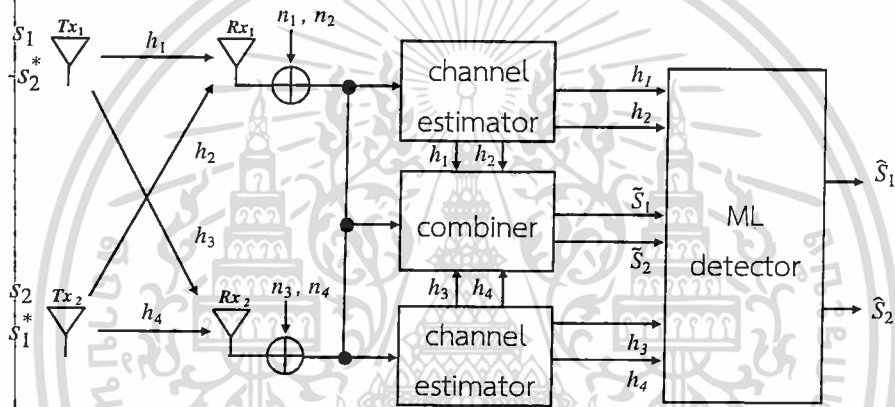 s₁
-s₂*
Tx₁
h₁
Rx₁
n₁, n₂
h₂
h₃
s₂
s₁*
Tx₂
h₄
Rx₂
n₃, n₄
channel
estimator
h₁
h₂
combiner
h₃
h₄
channel
estimator
h₁
h₂
S̃₁
S̃₂
h₃
h₄
ML
detector
Ŝ₁
Ŝ₂